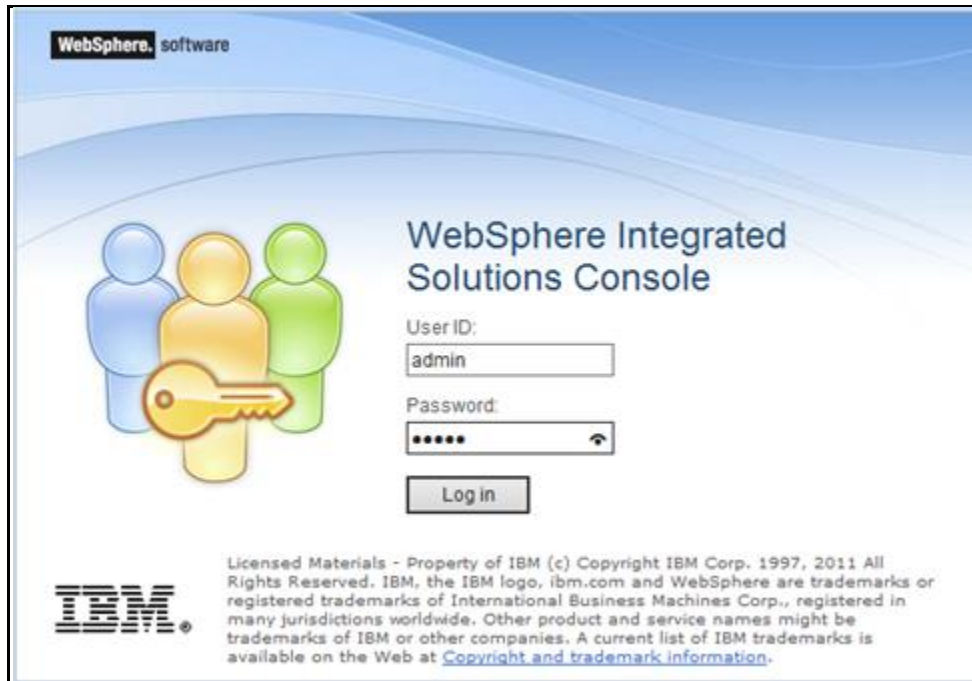 WebSphere. software
WebSphere Integrated
Solutions Console
User ID:
admin
Password:
•••••
Log in
Licensed Materials - Property of IBM (c) Copyright IBM Corp. 1997, 2011 All
Rights Reserved. IBM, the IBM logo, ibm.com and WebSphere are trademarks or
registered trademarks of International Business Machines Corp., registered in
many jurisdictions worldwide. Other product and service names might be
trademarks of IBM or other companies. A current list of IBM trademarks is
available on the Web at Copyright and trademark information.
IBM®